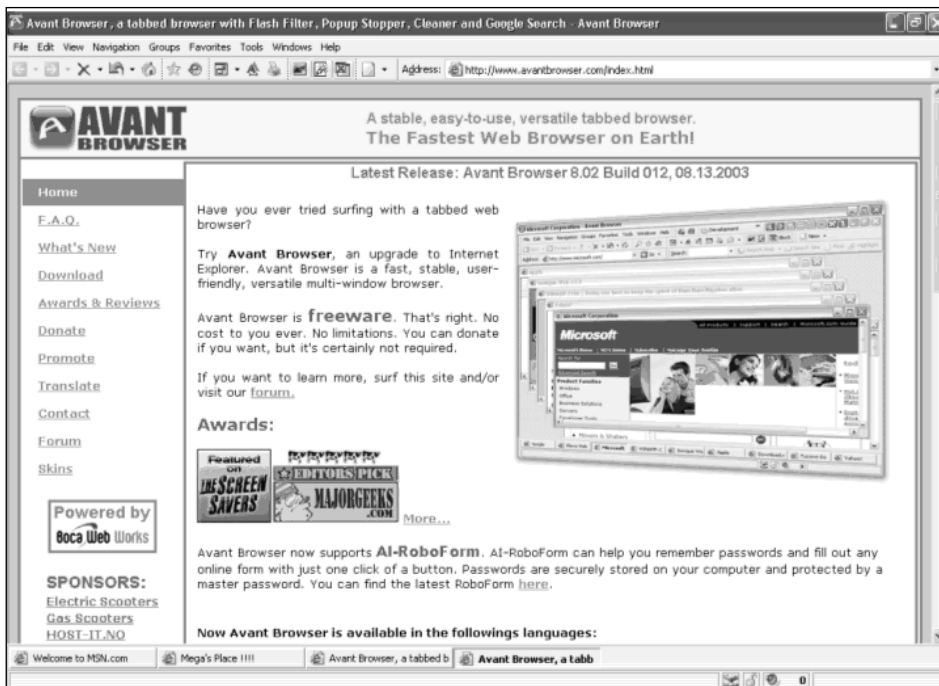 Avant Browser, a tabbed browser with Flash Filter, Popup Stopper, Cleaner and Google Search - Avant Browser
File Edit View Navigation Groups Favorites Tools Windows Help
Address: http://www.avantbrowser.com/index.html
AVANT
BROWSER
A stable, easy-to-use, versatile tabbed browser.
The Fastest Web Browser on Earth!
Latest Release: Avant Browser 8.02 Build 012, 08.13.2003
Home
F.A.Q.
What's New
Download
Awards & Reviews
Donate
Promote
Translate
Contact
Forum
Skins
Powered by
Boca Web Works
SPONSORS:
Electric Scooters
Gas Scooters
HOST-IT.NO
Have you ever tried surfing with a tabbed web
browser?
Try Avant Browser, an upgrade to Internet
Explorer. Avant Browser is a fast, stable, user-
friendly, versatile multi-window browser.
Avant Browser is freeware. That's right. No
cost to you ever. No limitations. You can donate
if you want, but it's certainly not required.
If you want to learn more, surf this site and/or
visit our forum.
Microsoft Corporation
Microsoft
Product Families
Windows
Office
Business Solutions
Servers
Movers & Shakers
Awards:
Featured
on
THE SCREEN
SAVERS
EDITORS PICK
MAJORGEEKS
.COM
More...
Avant Browser now supports AI-RoboForm. AI-RoboForm can help you remember passwords and fill out any
online form with just one click of a button. Passwords are securely stored on your computer and protected by a
master password. You can find the latest RoboForm here.
Now Avant Browser is available in the followings languages:
Welcome to MSN.com
Mega's Place !!!!
Avant Browser, a tabbed b
Avant Browser, a tabb
0